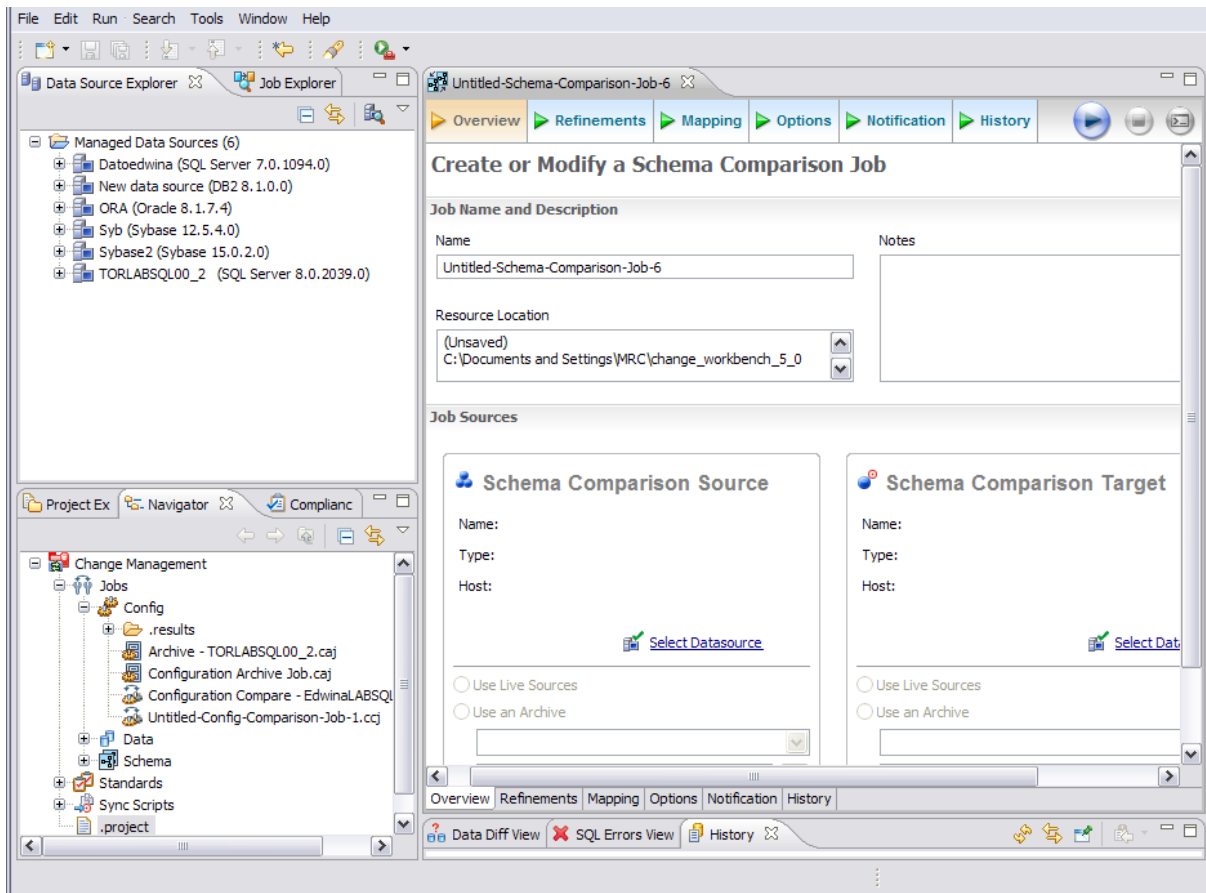 File Edit Run Search Tools Window Help
Data Source Explorer
Job Explorer
Managed Data Sources (6)
Datoedwina (SQL Server 7.0.1094.0)
New data source (DB2 8.1.0.0)
ORA (Oracle 8.1.7.4)
Syb (Sybase 12.5.4.0)
Sybase2 (Sybase 15.0.2.0)
TORLABSQL00_2 (SQL Server 8.0.2039.0)
Project Ex
Navigator
Complianc
Change Management
Jobs
Config
.results
Archive - TORLABSQL00_2.caj
Configuration Archive Job.caj
Configuration Compare - EdwinaLABSQL
Untitled-Config-Comparison-Job-1.ccj
Data
Schema
Standards
Sync Scripts
.project
Untitled-Schema-Comparison-Job-6
Overview Refinements Mapping Options Notification History
Create or Modify a Schema Comparison Job
Job Name and Description
Name
Untitled-Schema-Comparison-Job-6
Notes
Resource Location
(Unsaved)
C:\Documents and Settings\MRC\change_workbench_5_0
Job Sources
Schema Comparison Source
Name:
Type:
Host:
Select Datasource
Use Live Sources
Use an Archive
Schema Comparison Target
Name:
Type:
Host:
Select Dat
Use Live Sources
Use an Archive
Overview Refinements Mapping Options Notification History
Data Diff View
SQL Errors View
History